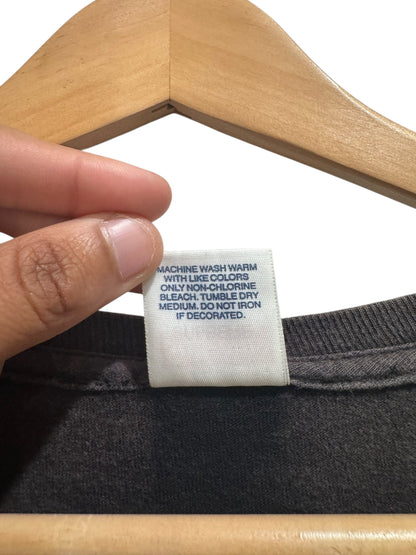 MACHINE WASH WARM
WITH LIKE COLORS
ONLY NON-CHLORINE
BLEACH. TUMBLE DRY
MEDIUM. DO NOT IRON
IF DECORATED.